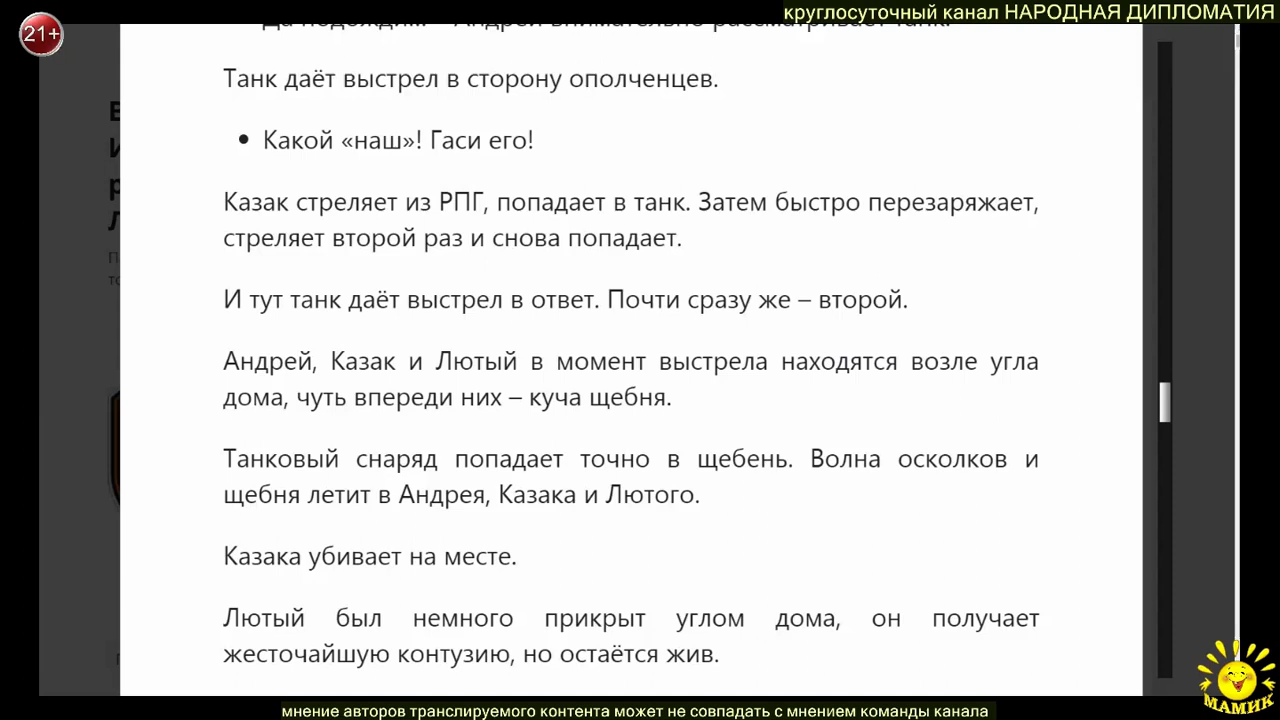 круглосуточный канал НАРОДНАЯ ДИПЛОМАТИЯ
21+
Танк даёт выстрел в сторону ополченцев.
• Какой «наш»! Гаси его!
Казак стреляет из РПГ, попадает в танк. Затем быстро перезаряжает,
стреляет второй раз и снова попадает.
И тут танк даёт выстрел в ответ. Почти сразу же – второй.
Андрей, Казак и Лютый в момент выстрела находятся возле угла
дома, чуть впереди них – куча щебня.
Танковый снаряд попадает точно в щебень. Волна осколков и
щебня летит в Андрея, Казака и Лютого.
Казака убивает на месте.
Лютый был немного прикрыт углом дома, он получает
жесточайшую контузию, но остаётся жив.
МАМИК
мнение авторов транслируемого контента может не совпадать с мнением команды канала